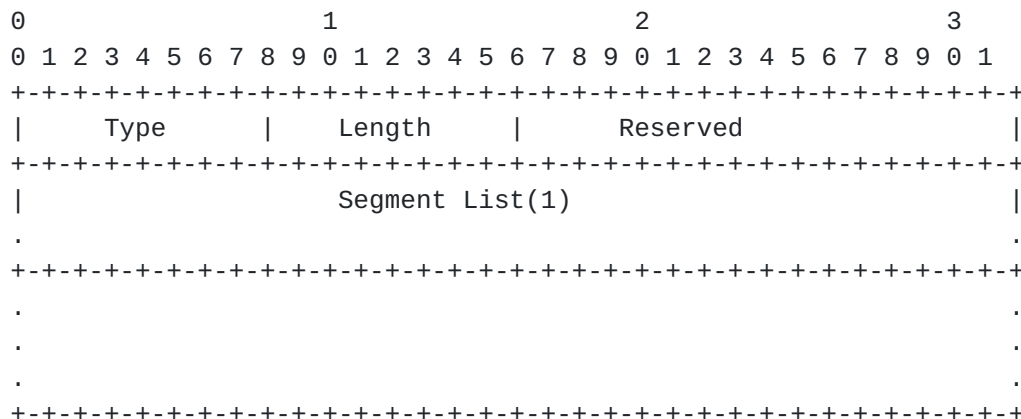 0                   1                   2                   3
0 1 2 3 4 5 6 7 8 9 0 1 2 3 4 5 6 7 8 9 0 1 2 3 4 5 6 7 8 9 0 1
+-+-+-+-+-+-+-+-+-+-+-+-+-+-+-+-+-+-+-+-+-+-+-+-+-+-+-+-+-+-+-+-+
|     Type      |    Length     |      Reserved                 |
+-+-+-+-+-+-+-+-+-+-+-+-+-+-+-+-+-+-+-+-+-+-+-+-+-+-+-+-+-+-+-+-+
|                    Segment List(1)                            |
.                                                               .
+-+-+-+-+-+-+-+-+-+-+-+-+-+-+-+-+-+-+-+-+-+-+-+-+-+-+-+-+-+-+-+-+
.                                                               .
.                                                               .
.                                                               .
+-+-+-+-+-+-+-+-+-+-+-+-+-+-+-+-+-+-+-+-+-+-+-+-+-+-+-+-+-+-+-+-+